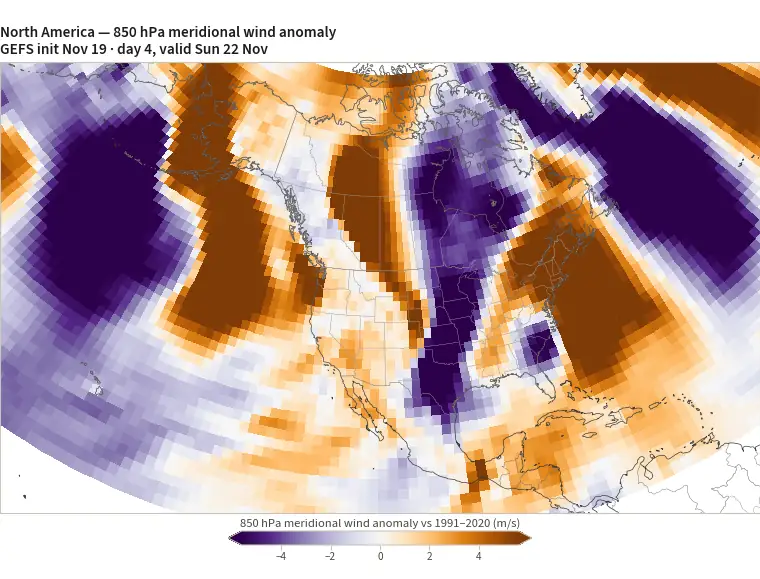 North America — 850 hPa meridional wind anomaly
GEFS init Nov 19 · day 4, valid Sun 22 Nov
850 hPa meridional wind anomaly vs 1991–2020 (m/s)
−4 −2 0 2 4